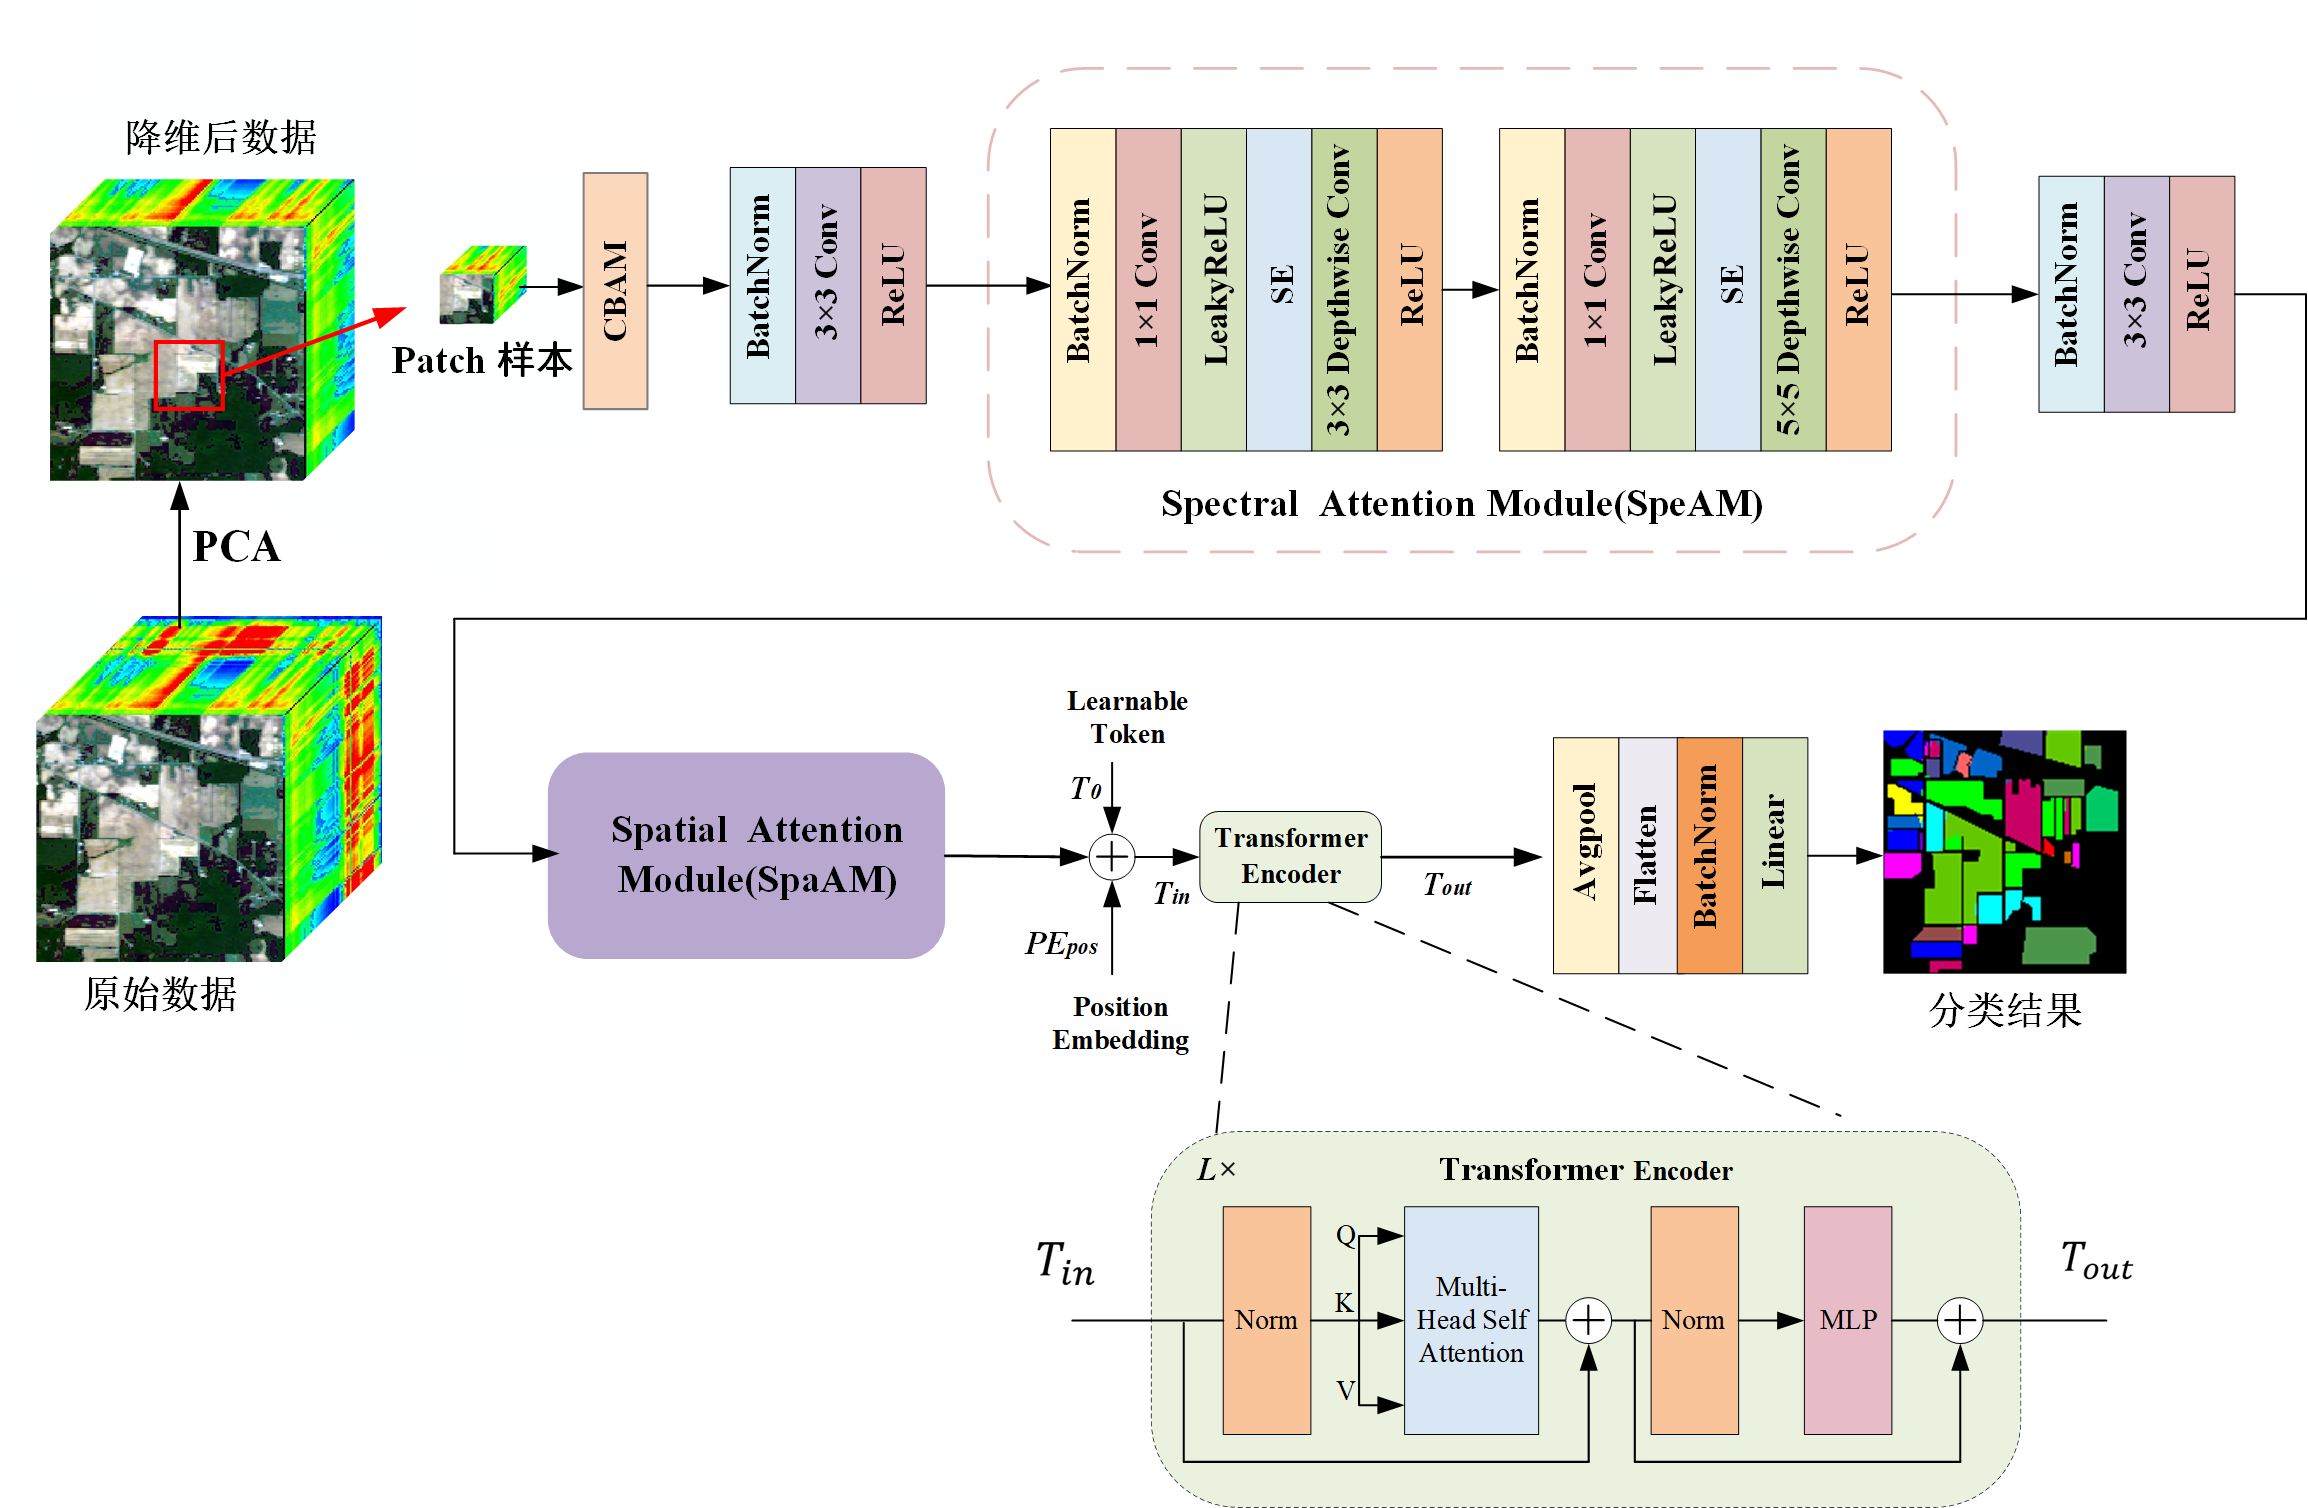 降维后数据
Patch 样本
CBAM
BatchNorm
3×3 Conv
ReLU
BatchNorm
1×1 Conv
LeakyReLU
SE
3×3 Depthwise Conv
ReLU
BatchNorm
1×1 Conv
LeakyReLU
SE
5×5 Depthwise Conv
ReLU
Spectral Attention Module(SpeAM)
BatchNorm
3×3 Conv
ReLU
PCA
原始数据
Spatial Attention
Module(SpaAM)
Learnable
Token
T0
PEpos
Position
Embedding
Tin
Transformer
Encoder
Tout
Avgpool
Flatten
BatchNorm
Linear
分类结果
L×
Transformer Encoder
Tin
Norm
Q
K
V
Multi-
Head Self
Attention
Norm
MLP
Tout